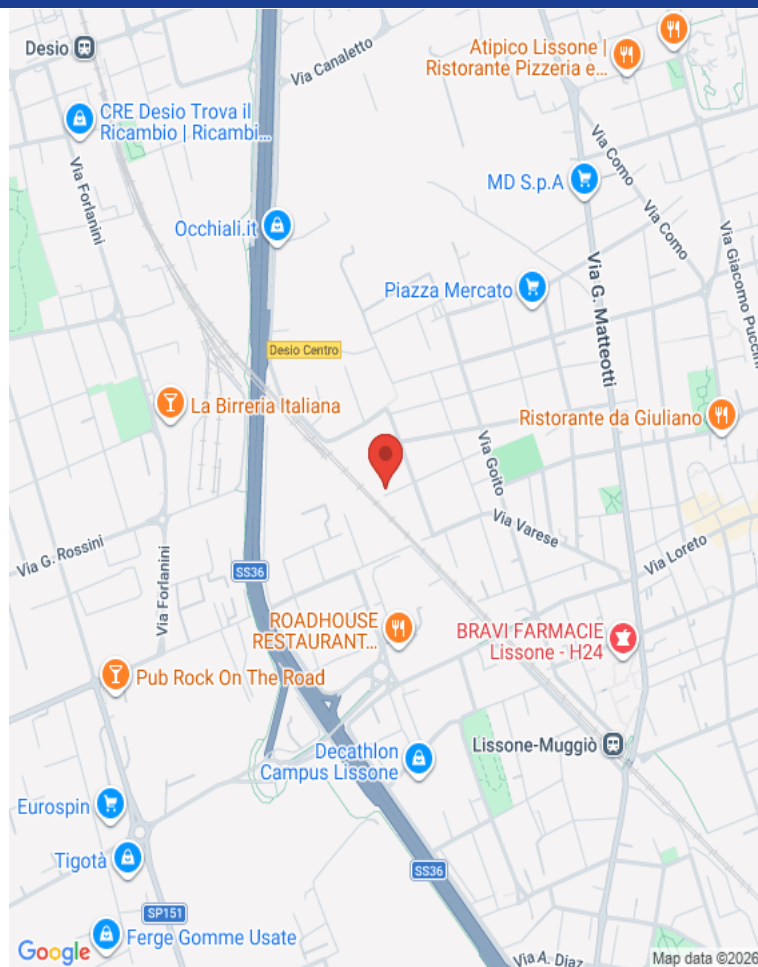 Desio
Via Canaletto
Atipico Lissone |
Ristorante Pizzeria e...
CRE Desio Trova il
Ricambio | Ricambi...
Via Forlanini
Via Como
MD S.p.A
Via Como
Via Giacomo Puccini
Occhiali.it
Via G. Matteotti
Piazza Mercato
Desio Centro
La Birreria Italiana
Ristorante da Giuliano
Via Goito
Via Varese
Via G. Rossini
Via Loreto
Via Forlanini
SS36
ROADHOUSE
RESTAURANT...
BRAVI FARMACIE
Lissone - H24
Pub Rock On The Road
Lissone-Muggiò
Decathlon
Campus Lissone
Eurospin
Tigotà
SS36
SP151
Ferge Gomme Usate
Google
Via A. Diaz
Map data ©2026